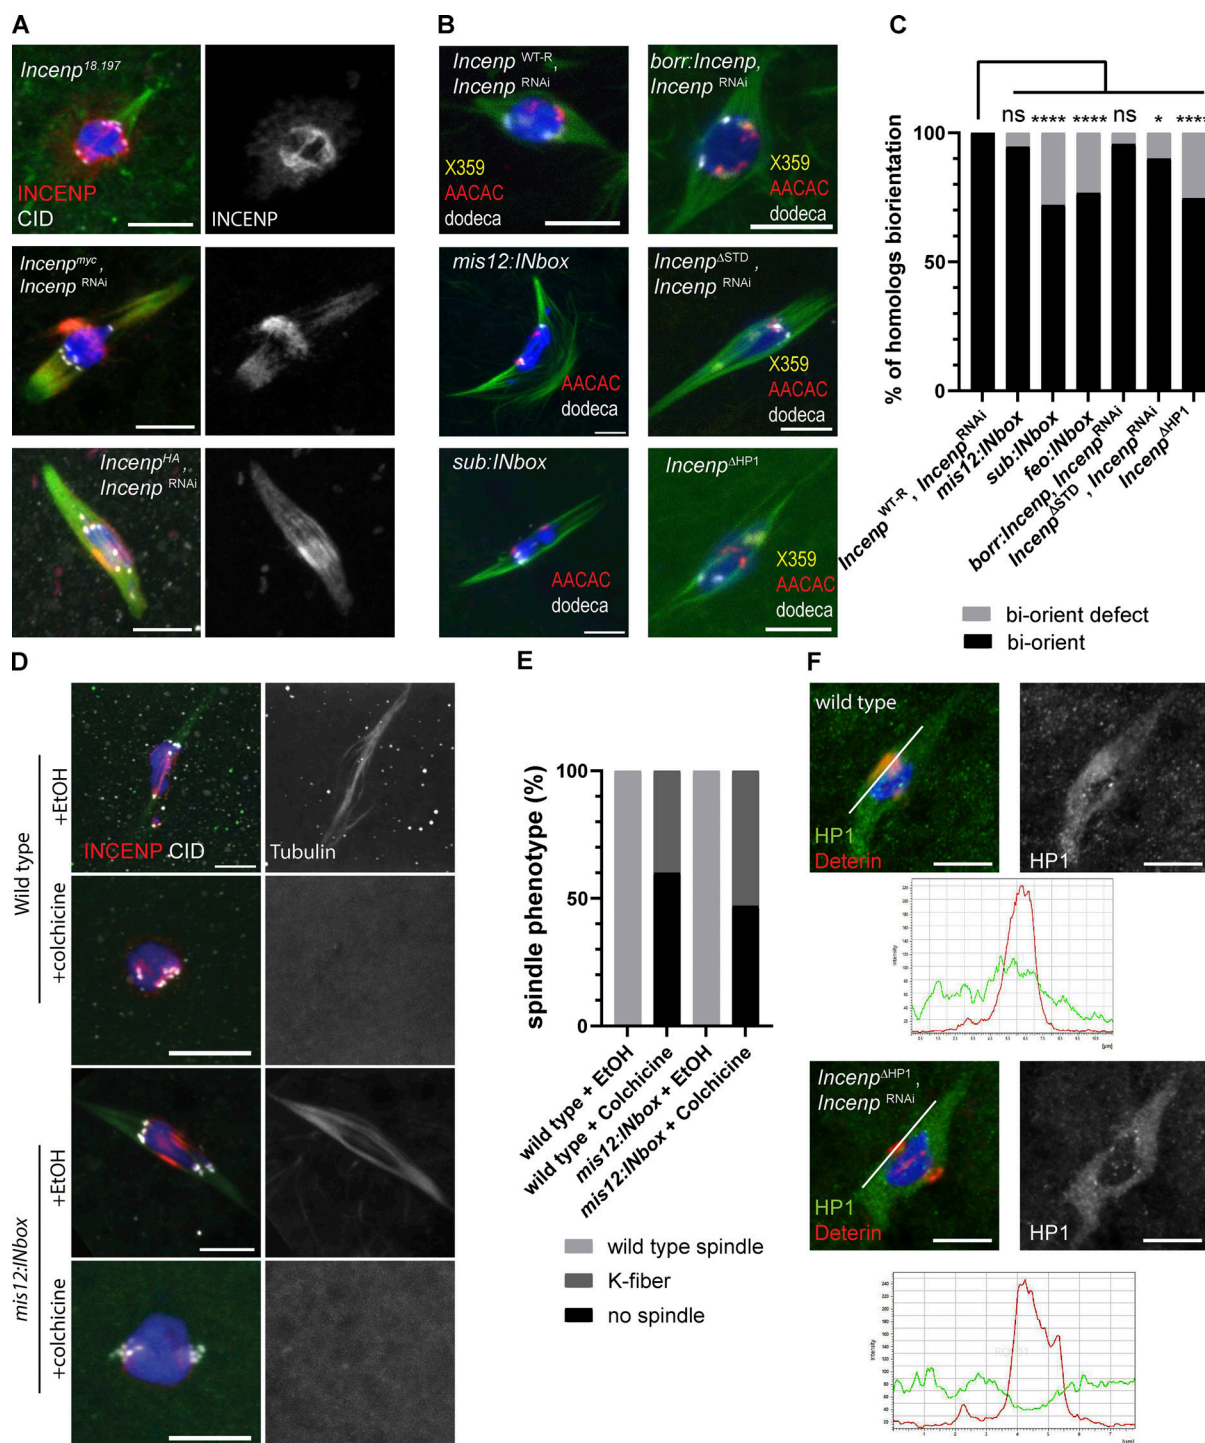 A
Incenp18.197
INCENP
CID
INCENP
Incenpmyc,
Incenp RNAi
IncenpHA,
Incenp RNAi
B
Incenp WT-R,
Incenp RNAi
X359
AACAC
dodeca
borr:Incenp,
Incenp RNAi
X359
AACAC
dodeca
mis12:INbox
AACAC
dodeca
IncenpΔSTD,
Incenp RNAi
X359
AACAC
dodeca
sub:INbox
AACAC
dodeca
IncenpΔHP1
X359
AACAC
dodeca
C
ns **** **** ns * ****
% of homologs biorientation
100
50
0
Incenp WT-R, Incenp RNAi
mis12:INbox
sub:INbox
feo:INbox
borr:Incenp, Incenp RNAi
IncenpΔSTD, Incenp RNAi
IncenpΔHP1
bi-orient defect
bi-orient
D
Wild type
+EtOH
INCENP CID
Tubulin
+colchicine
mis12:INbox
+EtOH
+colchicine
E
spindle phenotype (%)
100
50
0
wild type + EtOH
wild type + Colchicine
mis12:INbox + EtOH
mis12:INbox + Colchicine
wild type spindle
K-fiber
no spindle
F
wild type
HP1
Deterin
HP1
Intensity
[µm]
IncenpΔHP1,
Incenp RNAi
HP1
Deterin
HP1
Intensity